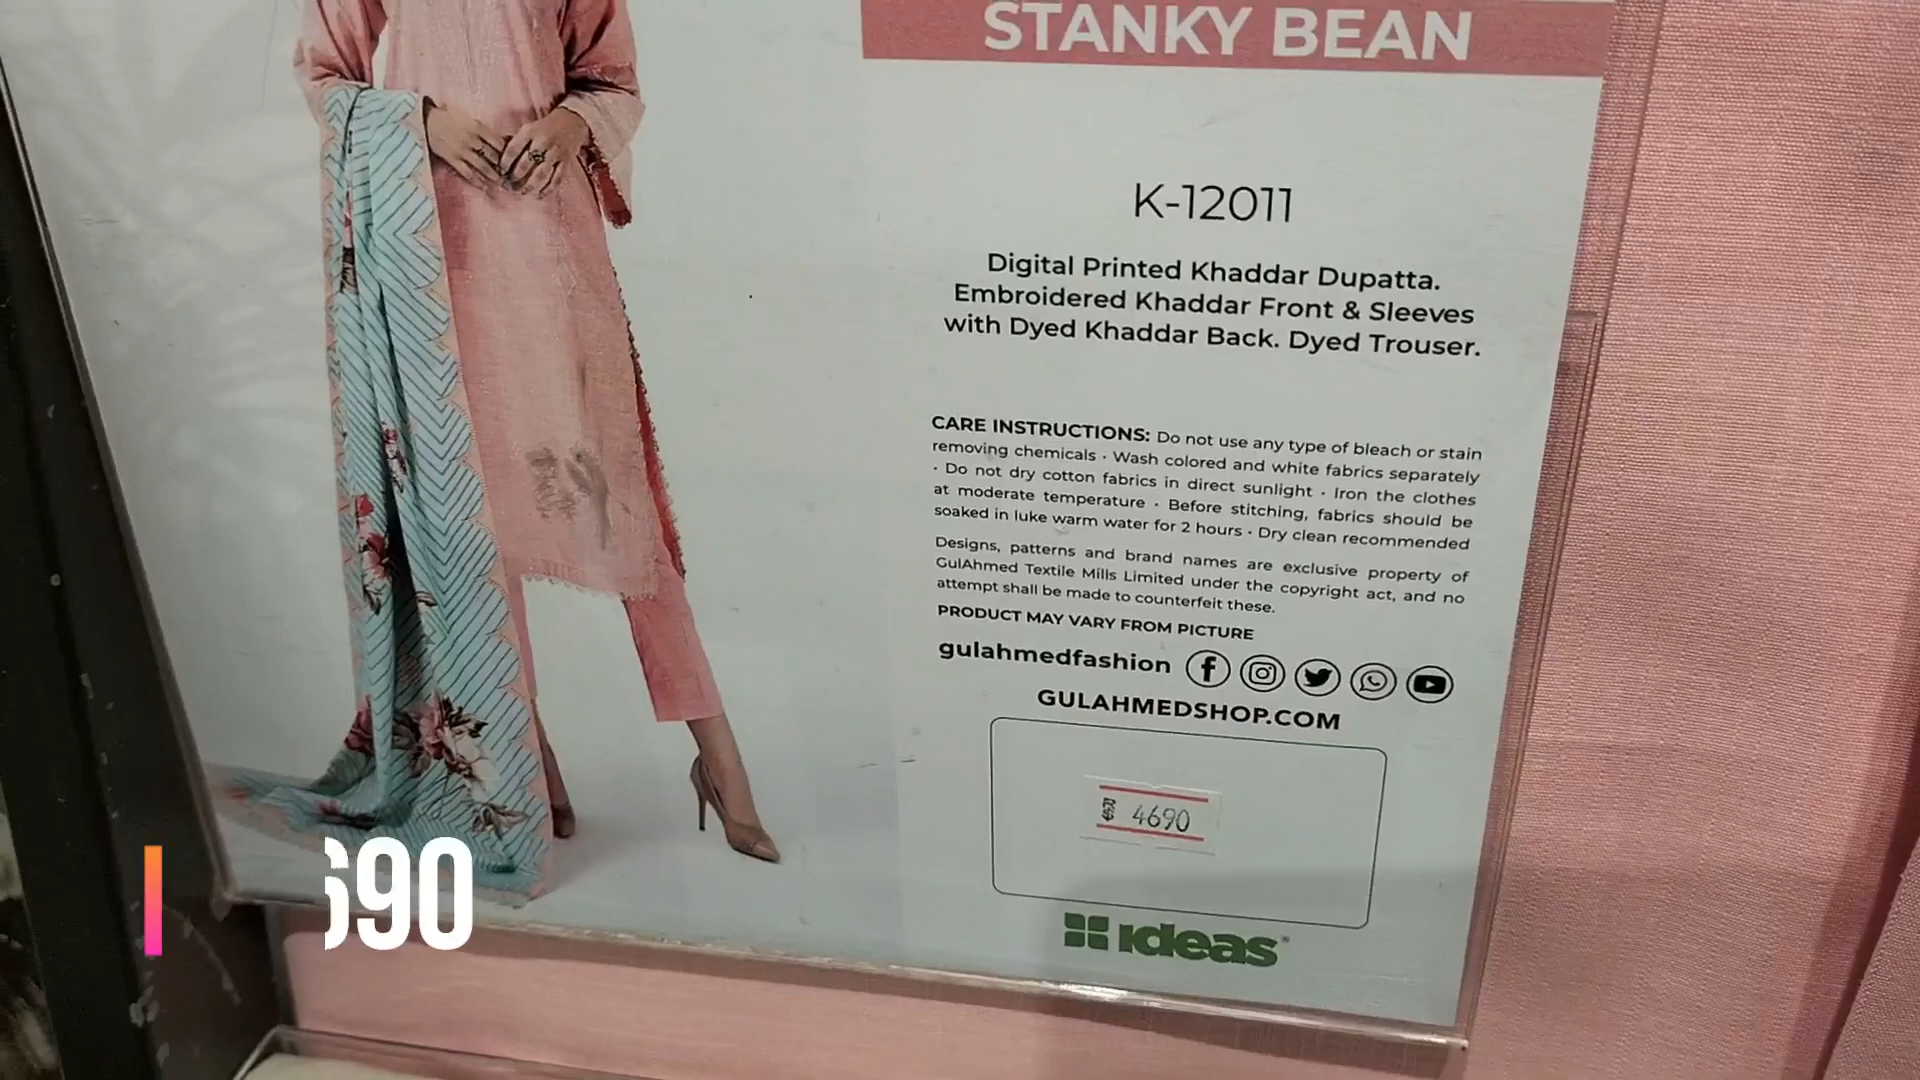 STANKY BEAN
K-12011
Digital Printed Khaddar Dupatta.
Embroidered Khaddar Front & Sleeves
with Dyed Khaddar Back. Dyed Trouser.
CARE INSTRUCTIONS: Do not use any type of bleach or stain
removing chemicals · Wash colored and white fabrics separately
· Do not dry cotton fabrics in direct sunlight · Iron the clothes
at moderate temperature · Before stitching, fabrics should be
soaked in luke warm water for 2 hours · Dry clean recommended
Designs, patterns and brand names are exclusive property of
GulAhmed Textile Mills Limited under the copyright act, and no
attempt shall be made to counterfeit these.
PRODUCT MAY VARY FROM PICTURE
gulahmedfashion
GULAHMEDSHOP.COM
RS 4690
ideas
690